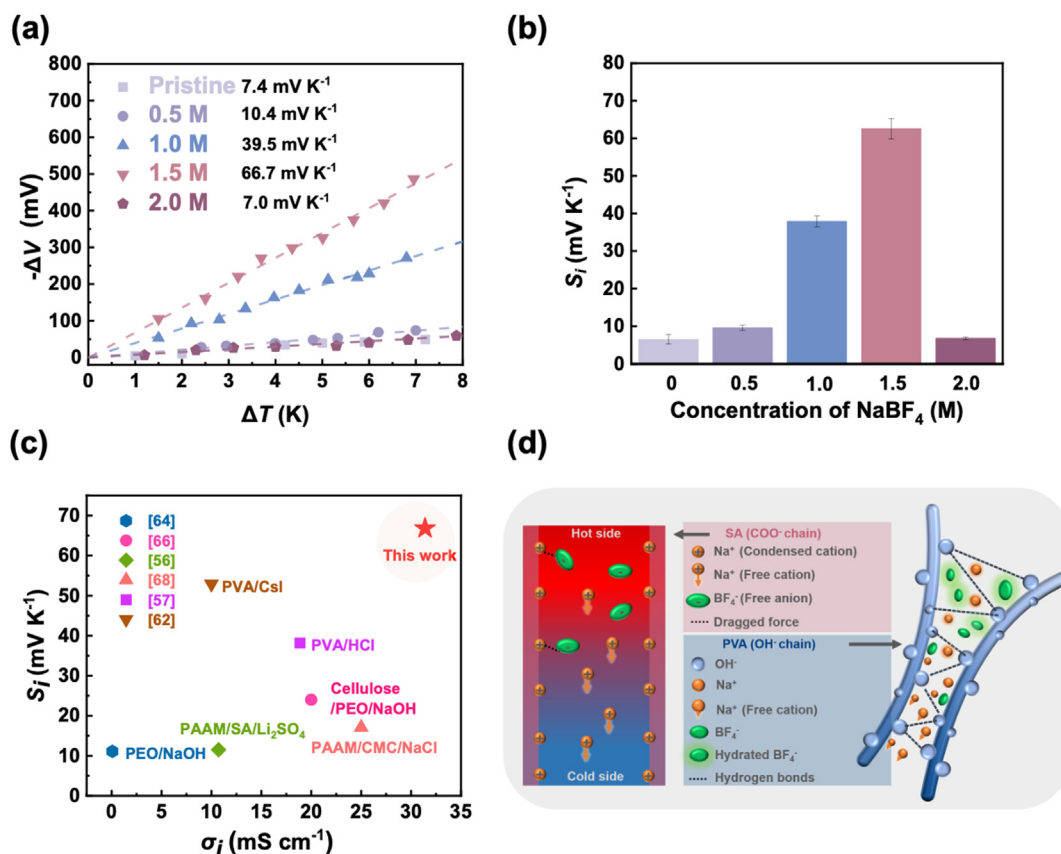 (a)
-ΔV (mV)
800
700
600
500
400
300
200
100
0
Pristine 7.4 mV K⁻¹
0.5 M 10.4 mV K⁻¹
1.0 M 39.5 mV K⁻¹
1.5 M 66.7 mV K⁻¹
2.0 M 7.0 mV K⁻¹
0 1 2 3 4 5 6 7 8
ΔT (K)
(b)
Sᵢ (mV K⁻¹)
80
70
60
50
40
30
20
10
0
0 0.5 1.0 1.5 2.0
Concentration of NaBF₄ (M)
(c)
Sᵢ (mV K⁻¹)
70
60
50
40
30
20
10
0
[64]
[66]
[56]
[68]
[57]
[62]
This work
PVA/CsI
PVA/HCl
Cellulose
/PEO/NaOH
PAAM/SA/Li₂SO₄
PAAM/CMC/NaCl
PEO/NaOH
0 5 10 15 20 25 30 35
σᵢ (mS cm⁻¹)
(d)
Hot side
Cold side
SA (COO⁻ chain)
Na⁺ (Condensed cation)
Na⁺ (Free cation)
BF₄⁻ (Free anion)
Dragged force
PVA (OH⁻ chain)
OH⁻
Na⁺
Na⁺ (Free cation)
BF₄⁻
Hydrated BF₄⁻
Hydrogen bonds